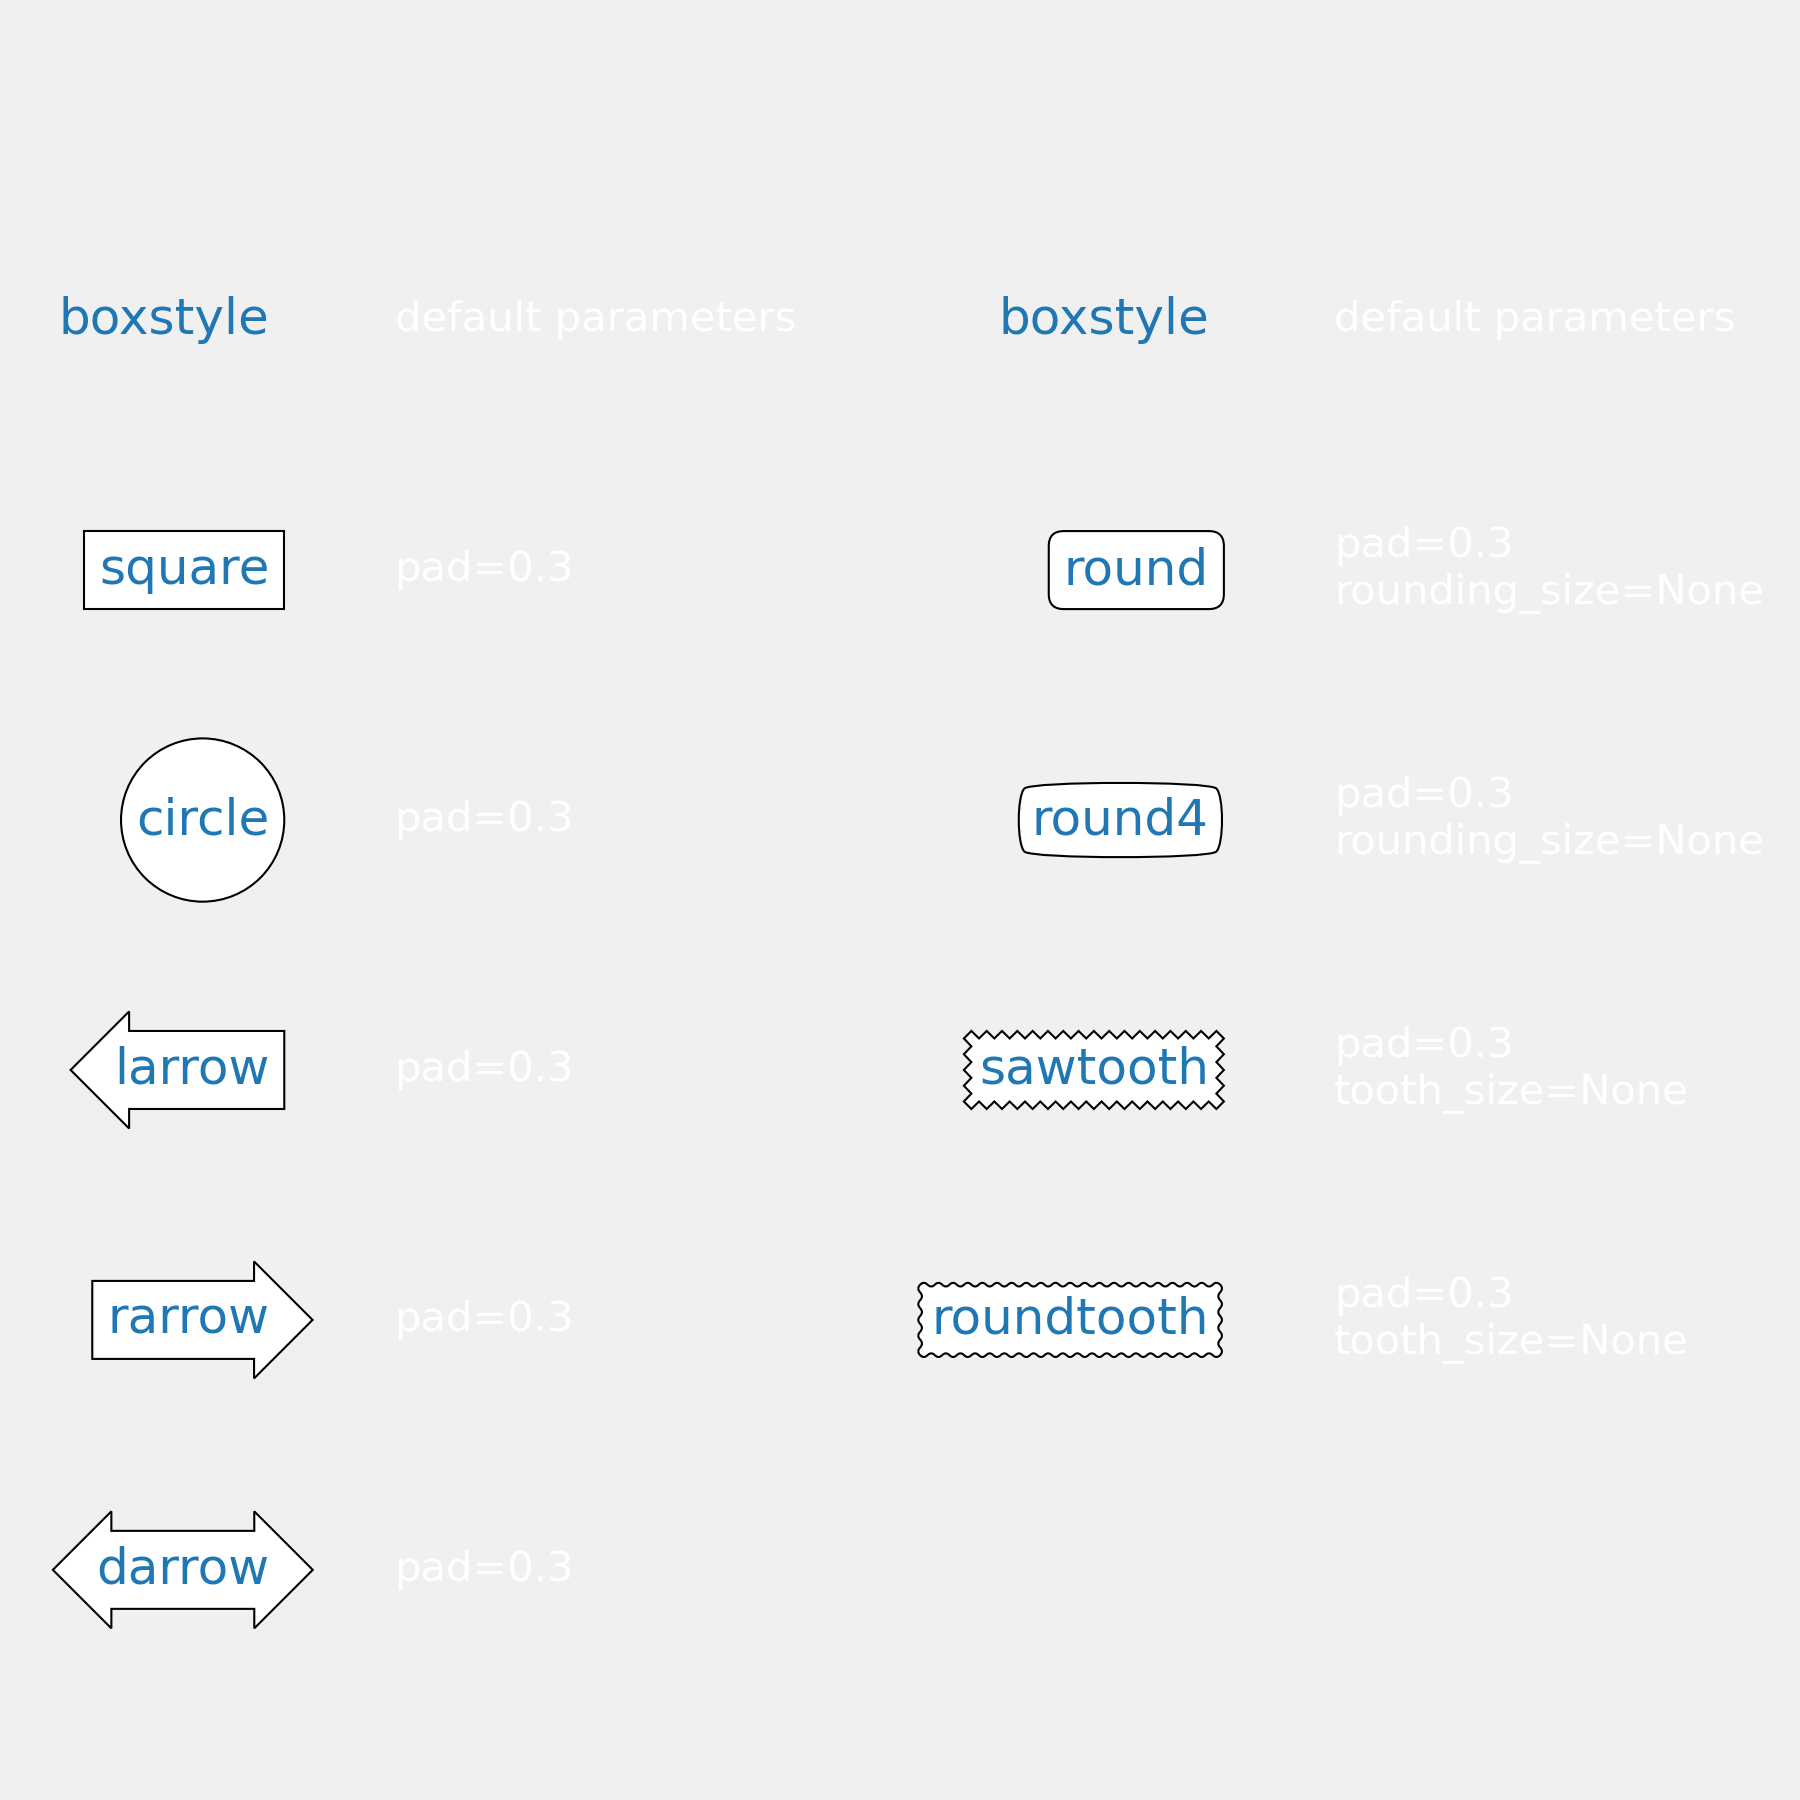 boxstyle default parameters
square pad=0.3
circle pad=0.3
larrow pad=0.3
rarrow pad=0.3
darrow pad=0.3
boxstyle default parameters
round pad=0.3
rounding_size=None
round4 pad=0.3
rounding_size=None
sawtooth pad=0.3
tooth_size=None
roundtooth pad=0.3
tooth_size=None